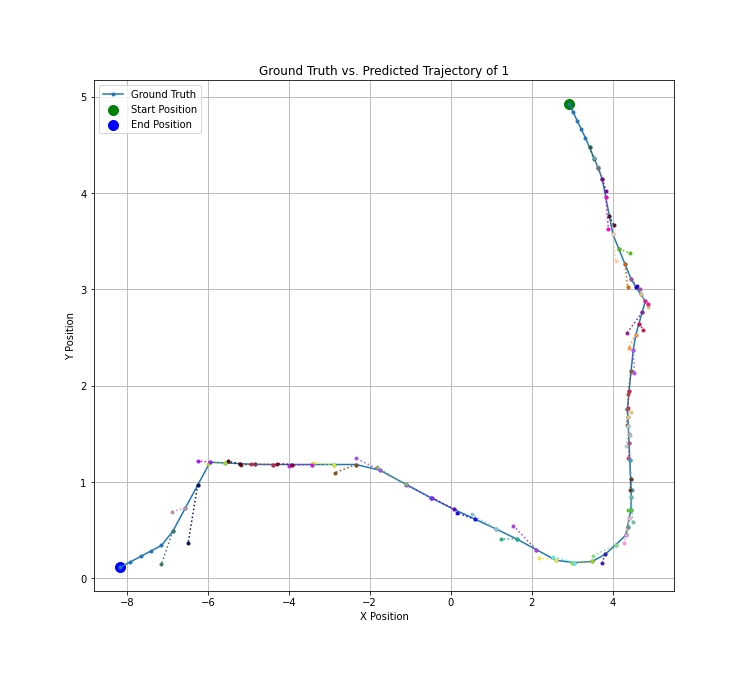 Ground Truth vs. Predicted Trajectory of 1
Ground Truth
Start Position
End Position
Y Position
5
4
3
2
1
0
−8
−6
−4
−2
0
2
4
X Position